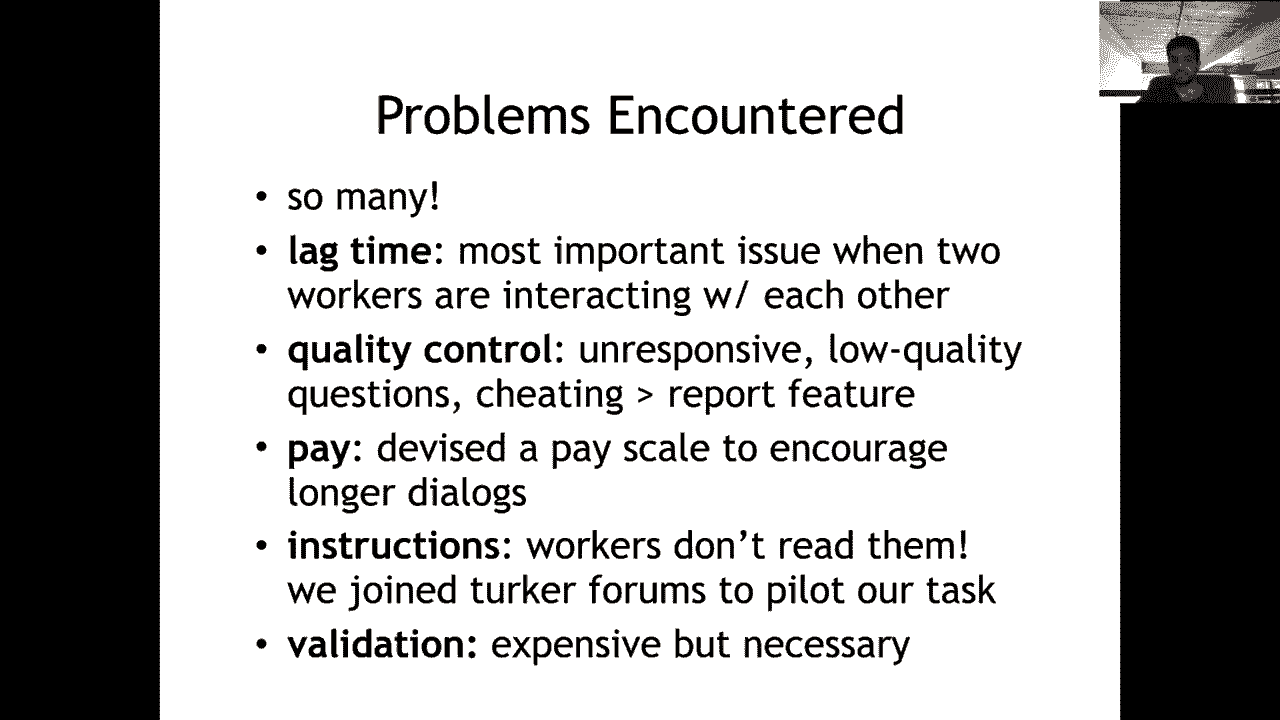 Problems Encountered
• so many!
• lag time: most important issue when two
workers are interacting w/ each other
• quality control: unresponsive, low-quality
questions, cheating > report feature
• pay: devised a pay scale to encourage
longer dialogs
• instructions: workers don’t read them!
we joined turker forums to pilot our task
• validation: expensive but necessary